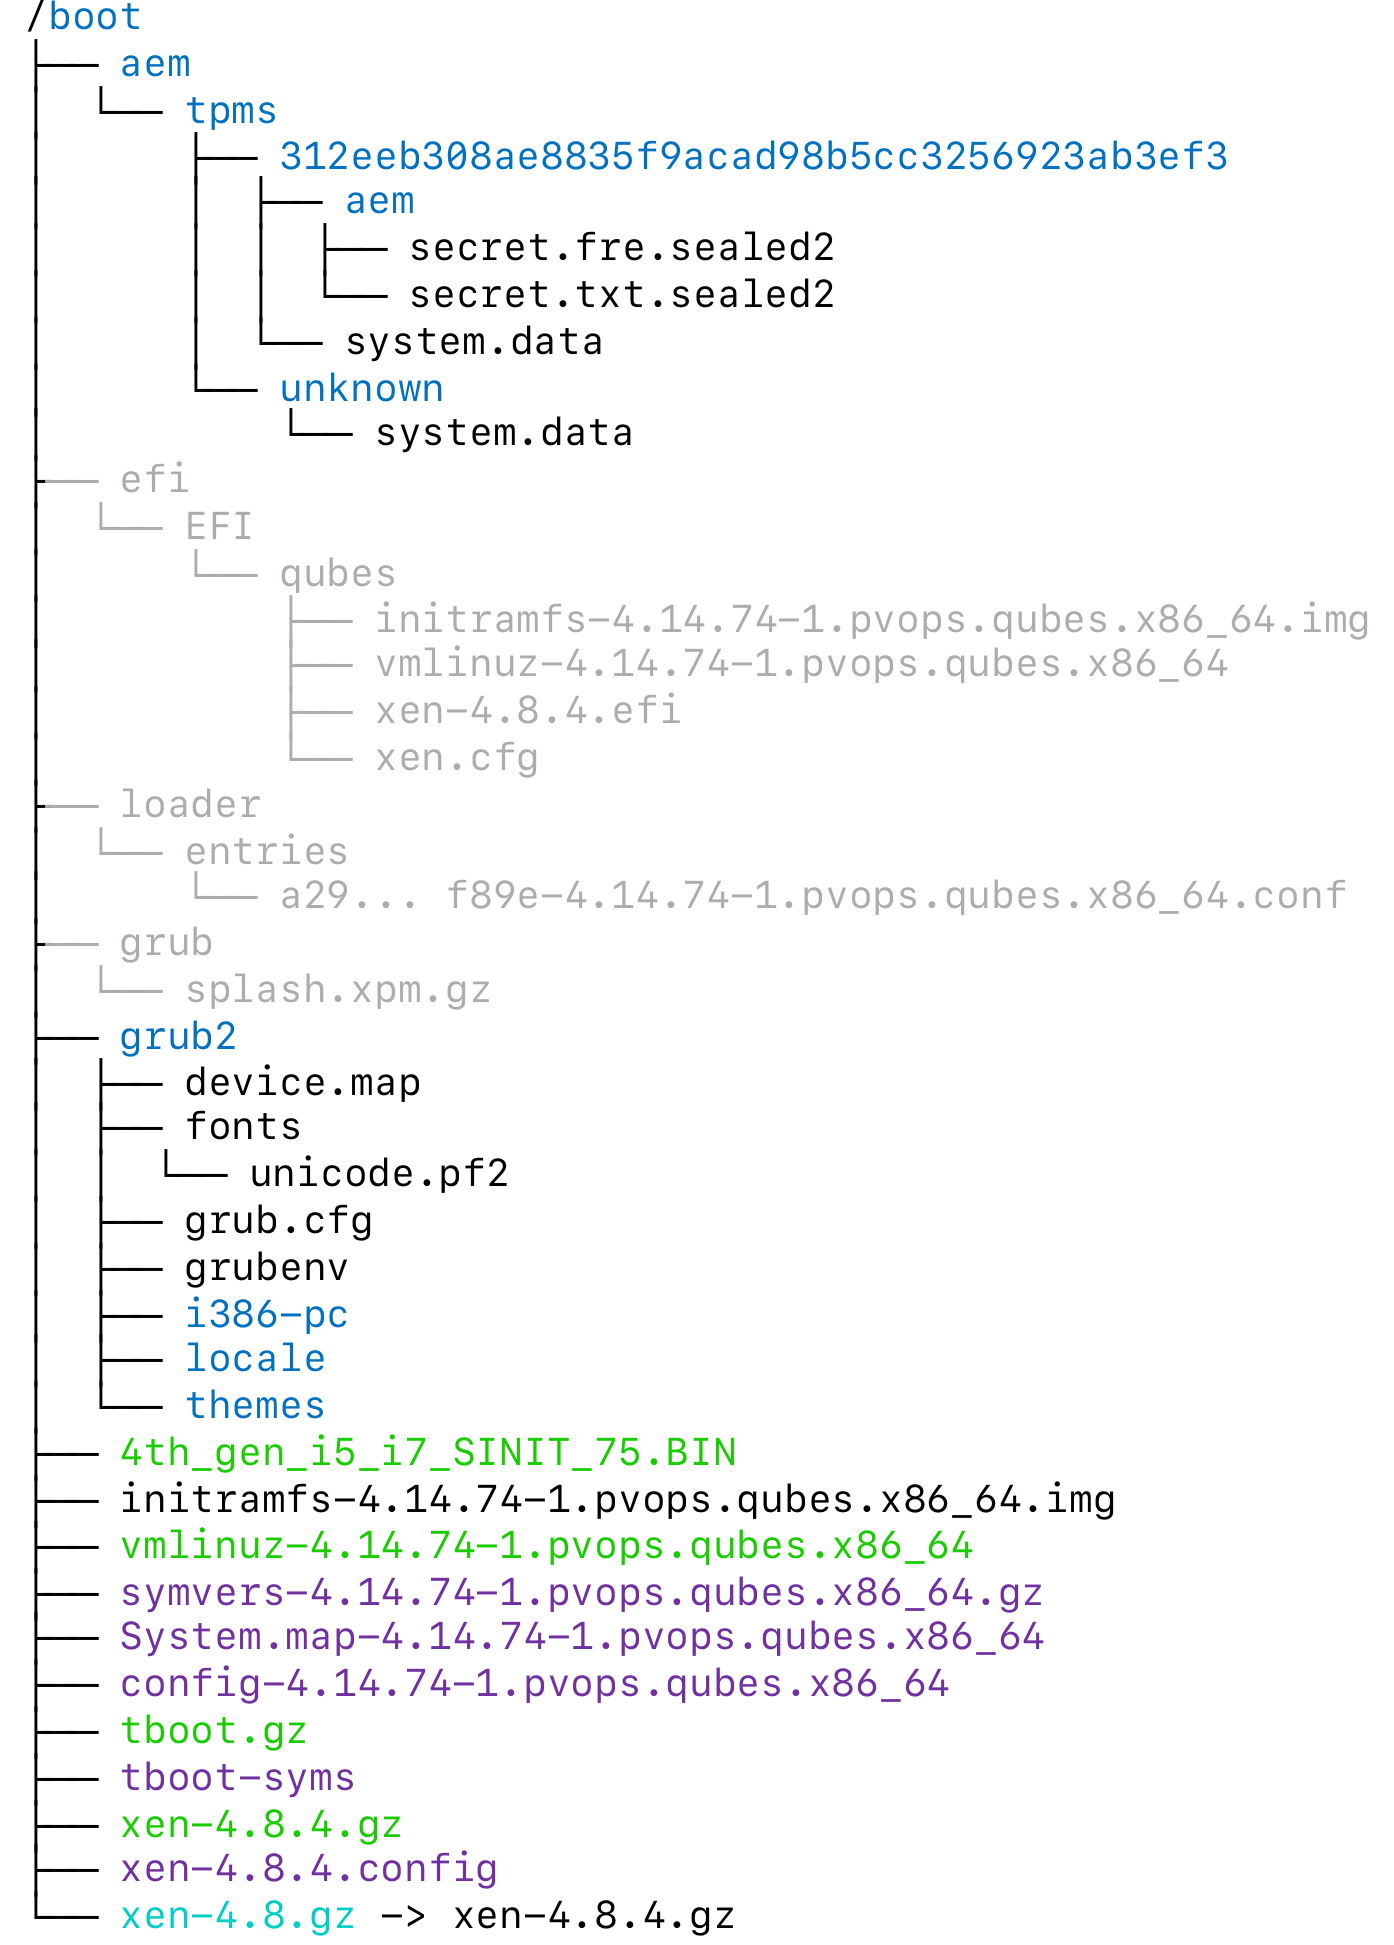 /boot
aem
tpms
312eeb308ae8835f9acad98b5cc3256923ab3ef3
aem
secret.fre.sealed2
secret.txt.sealed2
system.data
unknown
system.data
efi
EFI
qubes
initramfs-4.14.74-1.pvops.qubes.x86_64.img
vmlinuz-4.14.74-1.pvops.qubes.x86_64
xen-4.8.4.efi
xen.cfg
loader
entries
a29... f89e-4.14.74-1.pvops.qubes.x86_64.conf
grub
splash.xpm.gz
grub2
device.map
fonts
unicode.pf2
grub.cfg
grubenv
i386-pc
locale
themes
4th_gen_i5_i7_SINIT_75.BIN
initramfs-4.14.74-1.pvops.qubes.x86_64.img
vmlinuz-4.14.74-1.pvops.qubes.x86_64
symvers-4.14.74-1.pvops.qubes.x86_64.gz
System.map-4.14.74-1.pvops.qubes.x86_64
config-4.14.74-1.pvops.qubes.x86_64
tboot.gz
tboot-syms
xen-4.8.4.gz
xen-4.8.4.config
xen-4.8.gz -> xen-4.8.4.gz